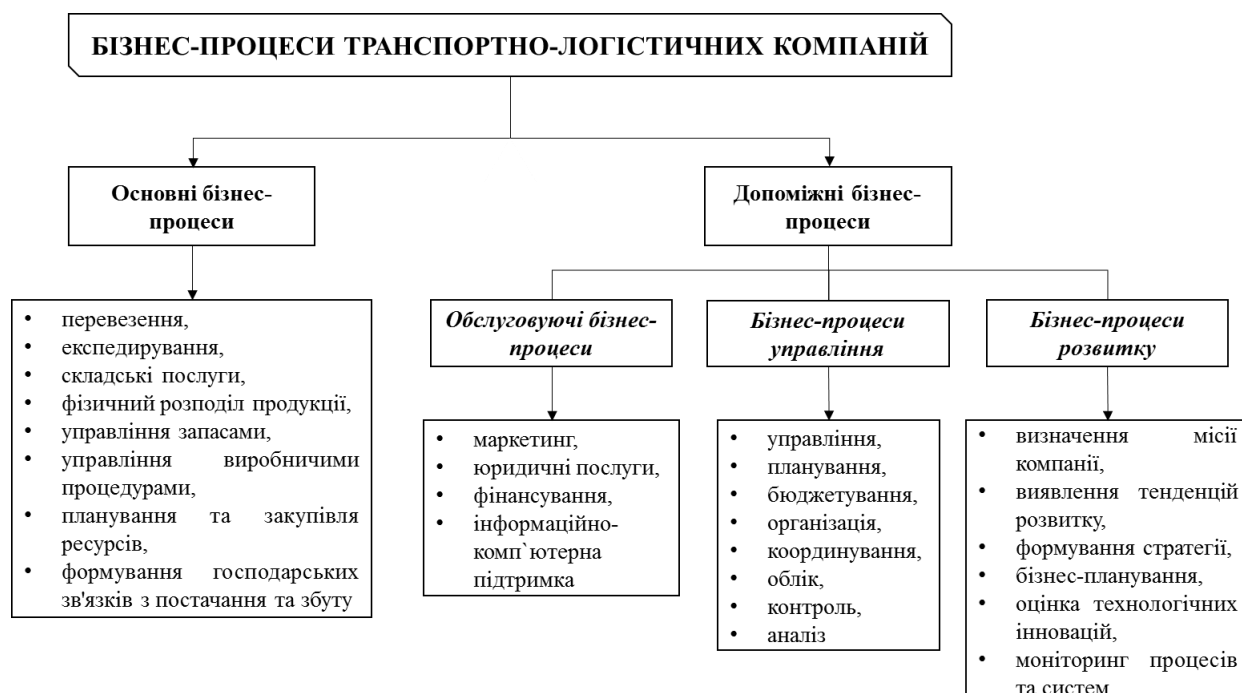 БІЗНЕС-ПРОЦЕСИ ТРАНСПОРТНО-ЛОГІСТИЧНИХ КОМПАНІЙ
Основні бізнес-
процеси
Допоміжні бізнес-
процеси
• перевезення,
• експедирування,
• складські послуги,
• фізичний розподіл продукції,
• управління запасами,
• управління виробничими
процедурами,
• планування та закупівля
ресурсів,
• формування господарських
зв'язків з постачання та збуту
Обслуговуючі бізнес-
процеси
• маркетинг,
• юридичні послуги,
• фінансування,
• інформаційно-
комп`ютерна
підтримка
Бізнес-процеси
управління
• управління,
• планування,
• бюджетування,
• організація,
• координування,
• облік,
• контроль,
• аналіз
Бізнес-процеси
розвитку
• визначення місії
компанії,
• виявлення тенденцій
розвитку,
• формування стратегії,
• бізнес-планування,
• оцінка технологічних
інновацій,
• моніторинг процесів
та систем